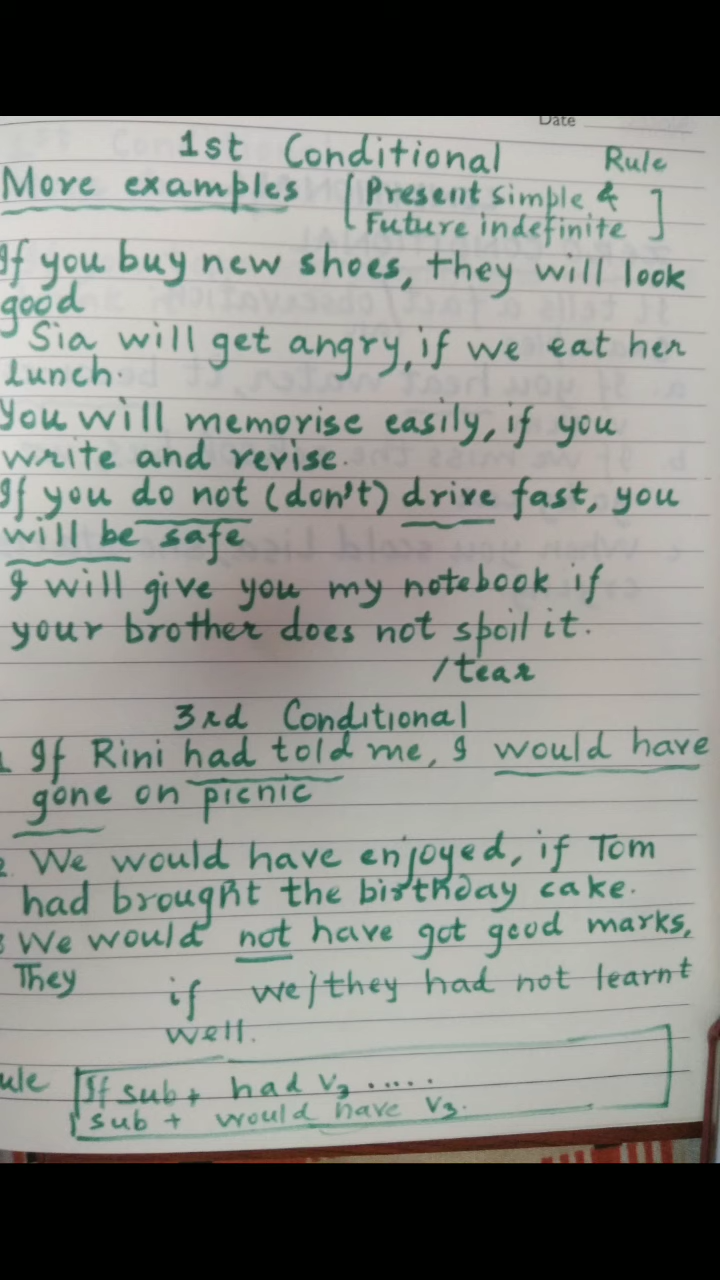 Date
1st Conditional Rule
More examples [Present simple &
Future indefinite]
If you buy new shoes, they will look
good
Sia will get angry, if we eat her
lunch.
You will memorise easily, if you
write and revise.
If you do not (don't) drive fast, you
will be safe
I will give you my notebook if
your brother does not spoil it.
/tear
3rd Conditional
1. If Rini had told me, I would have
gone on picnic
2. We would have enjoyed, if Tom
had brought the birthday cake.
3 We would not have got good marks,
They if we/they had not learnt
well.
ule If sub + had V3 .....
sub + would have V3.